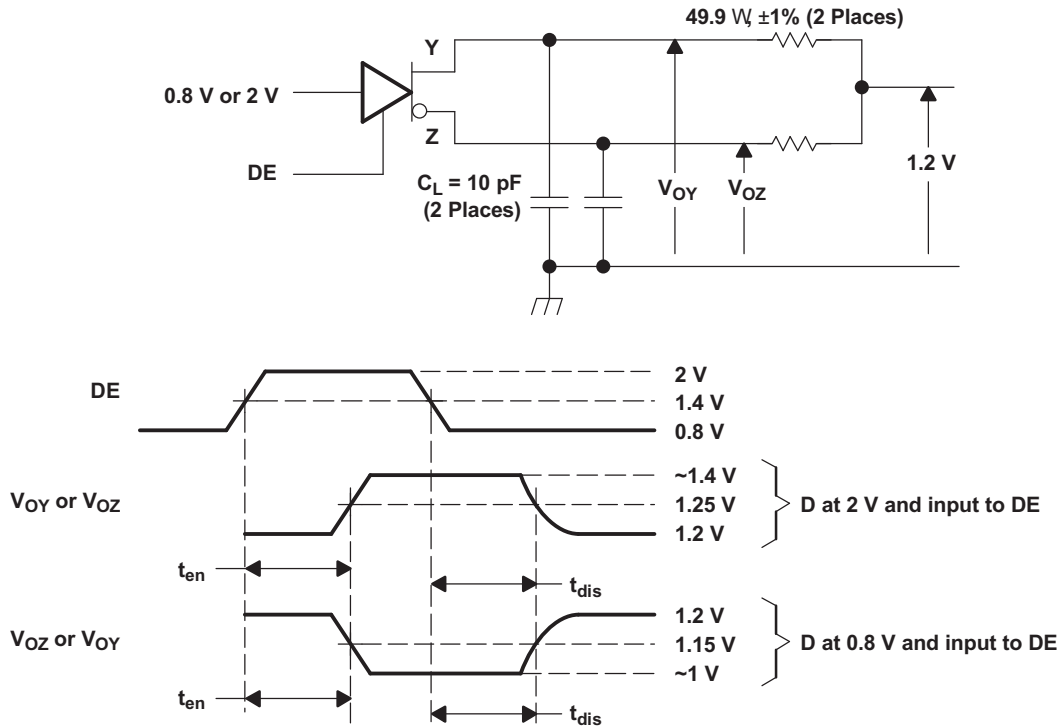 49.9 W, ±1% (2 Places)
Y
0.8 V or 2 V
Z
DE
C_L = 10 pF
(2 Places)
V_OY
V_OZ
1.2 V
DE
2 V
1.4 V
0.8 V
V_OY or V_OZ
~1.4 V
1.25 V
1.2 V
D at 2 V and input to DE
t_en
t_dis
V_OZ or V_OY
1.2 V
1.15 V
~1 V
D at 0.8 V and input to DE
t_en
t_dis